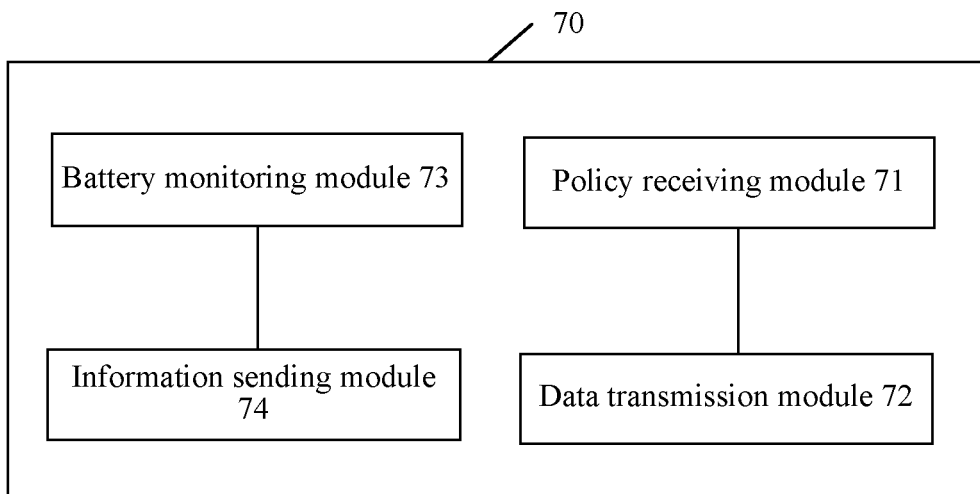 70
Battery monitoring module 73
Policy receiving module 71
Information sending module
74
Data transmission module 72